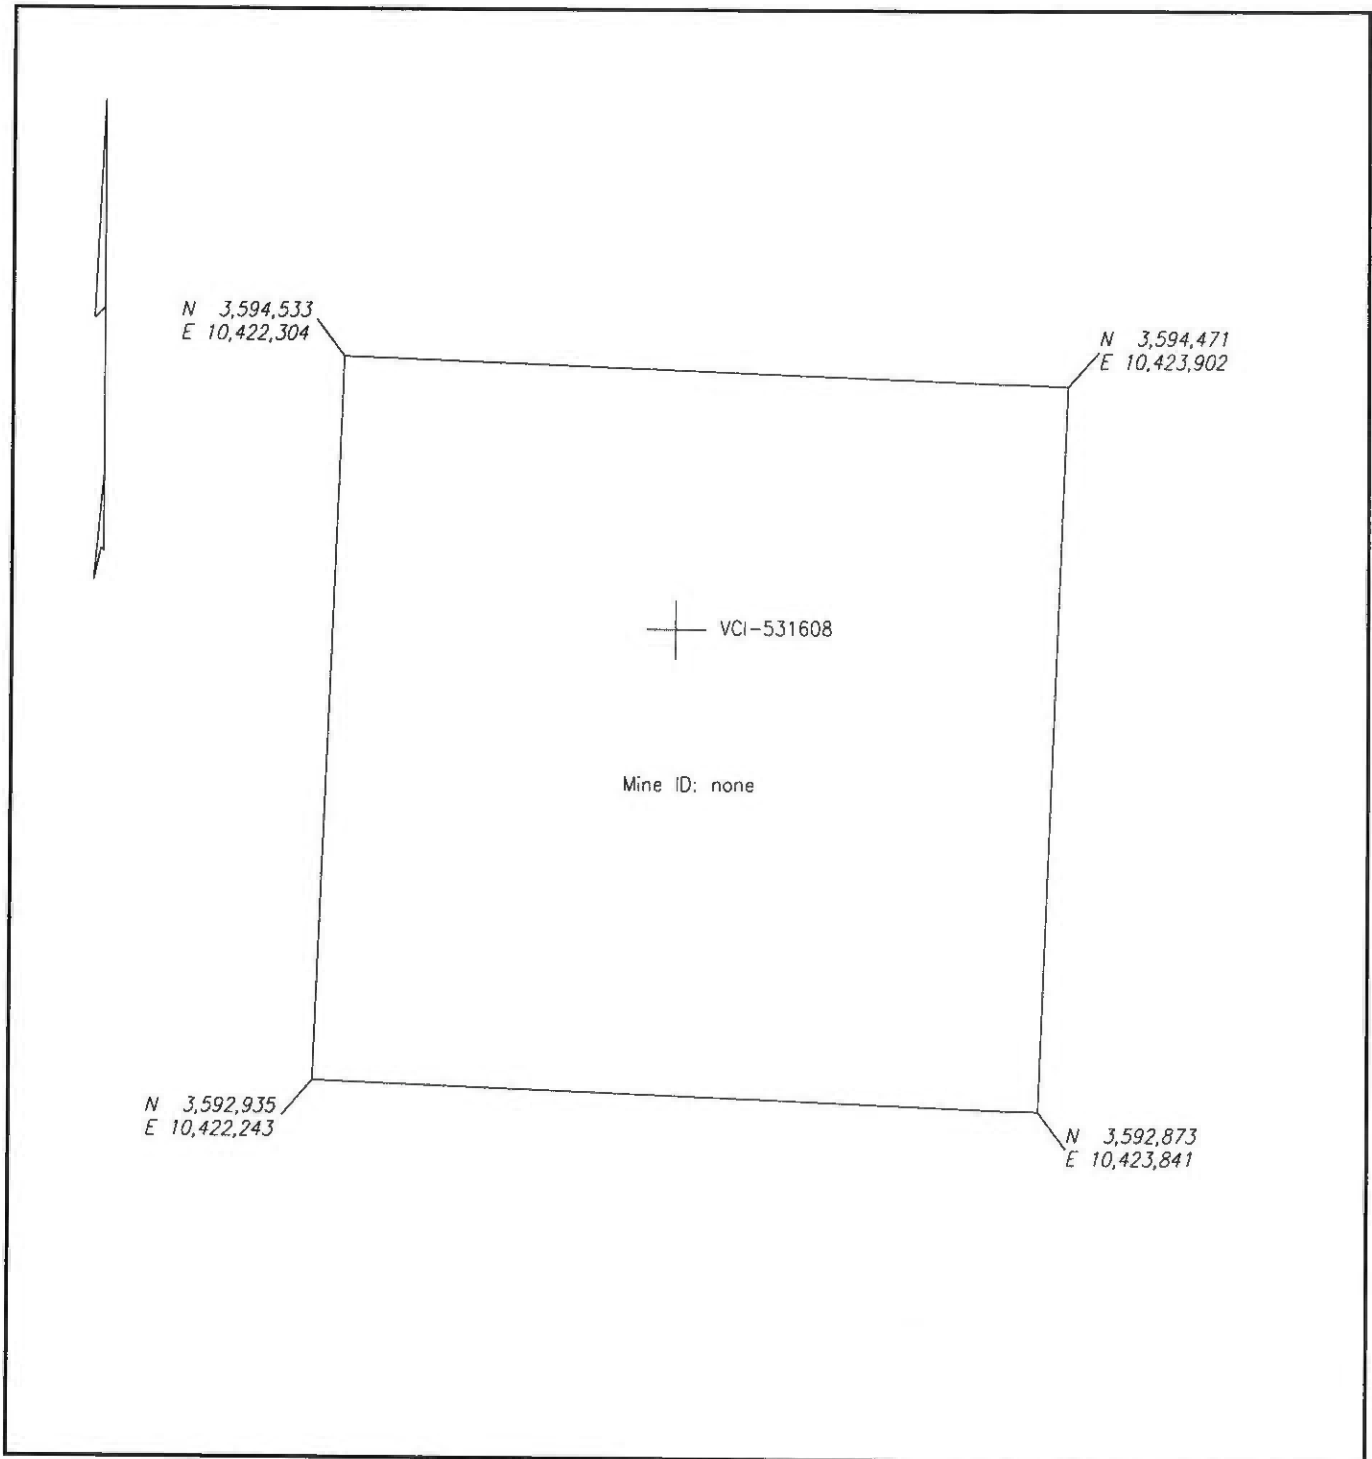 N 3,594,533
E 10,422,304
N 3,594,471
E 10,423,902
VCI-531608
Mine ID: none
N 3,592,935
E 10,422,243
N 3,592,873
E 10,423,841